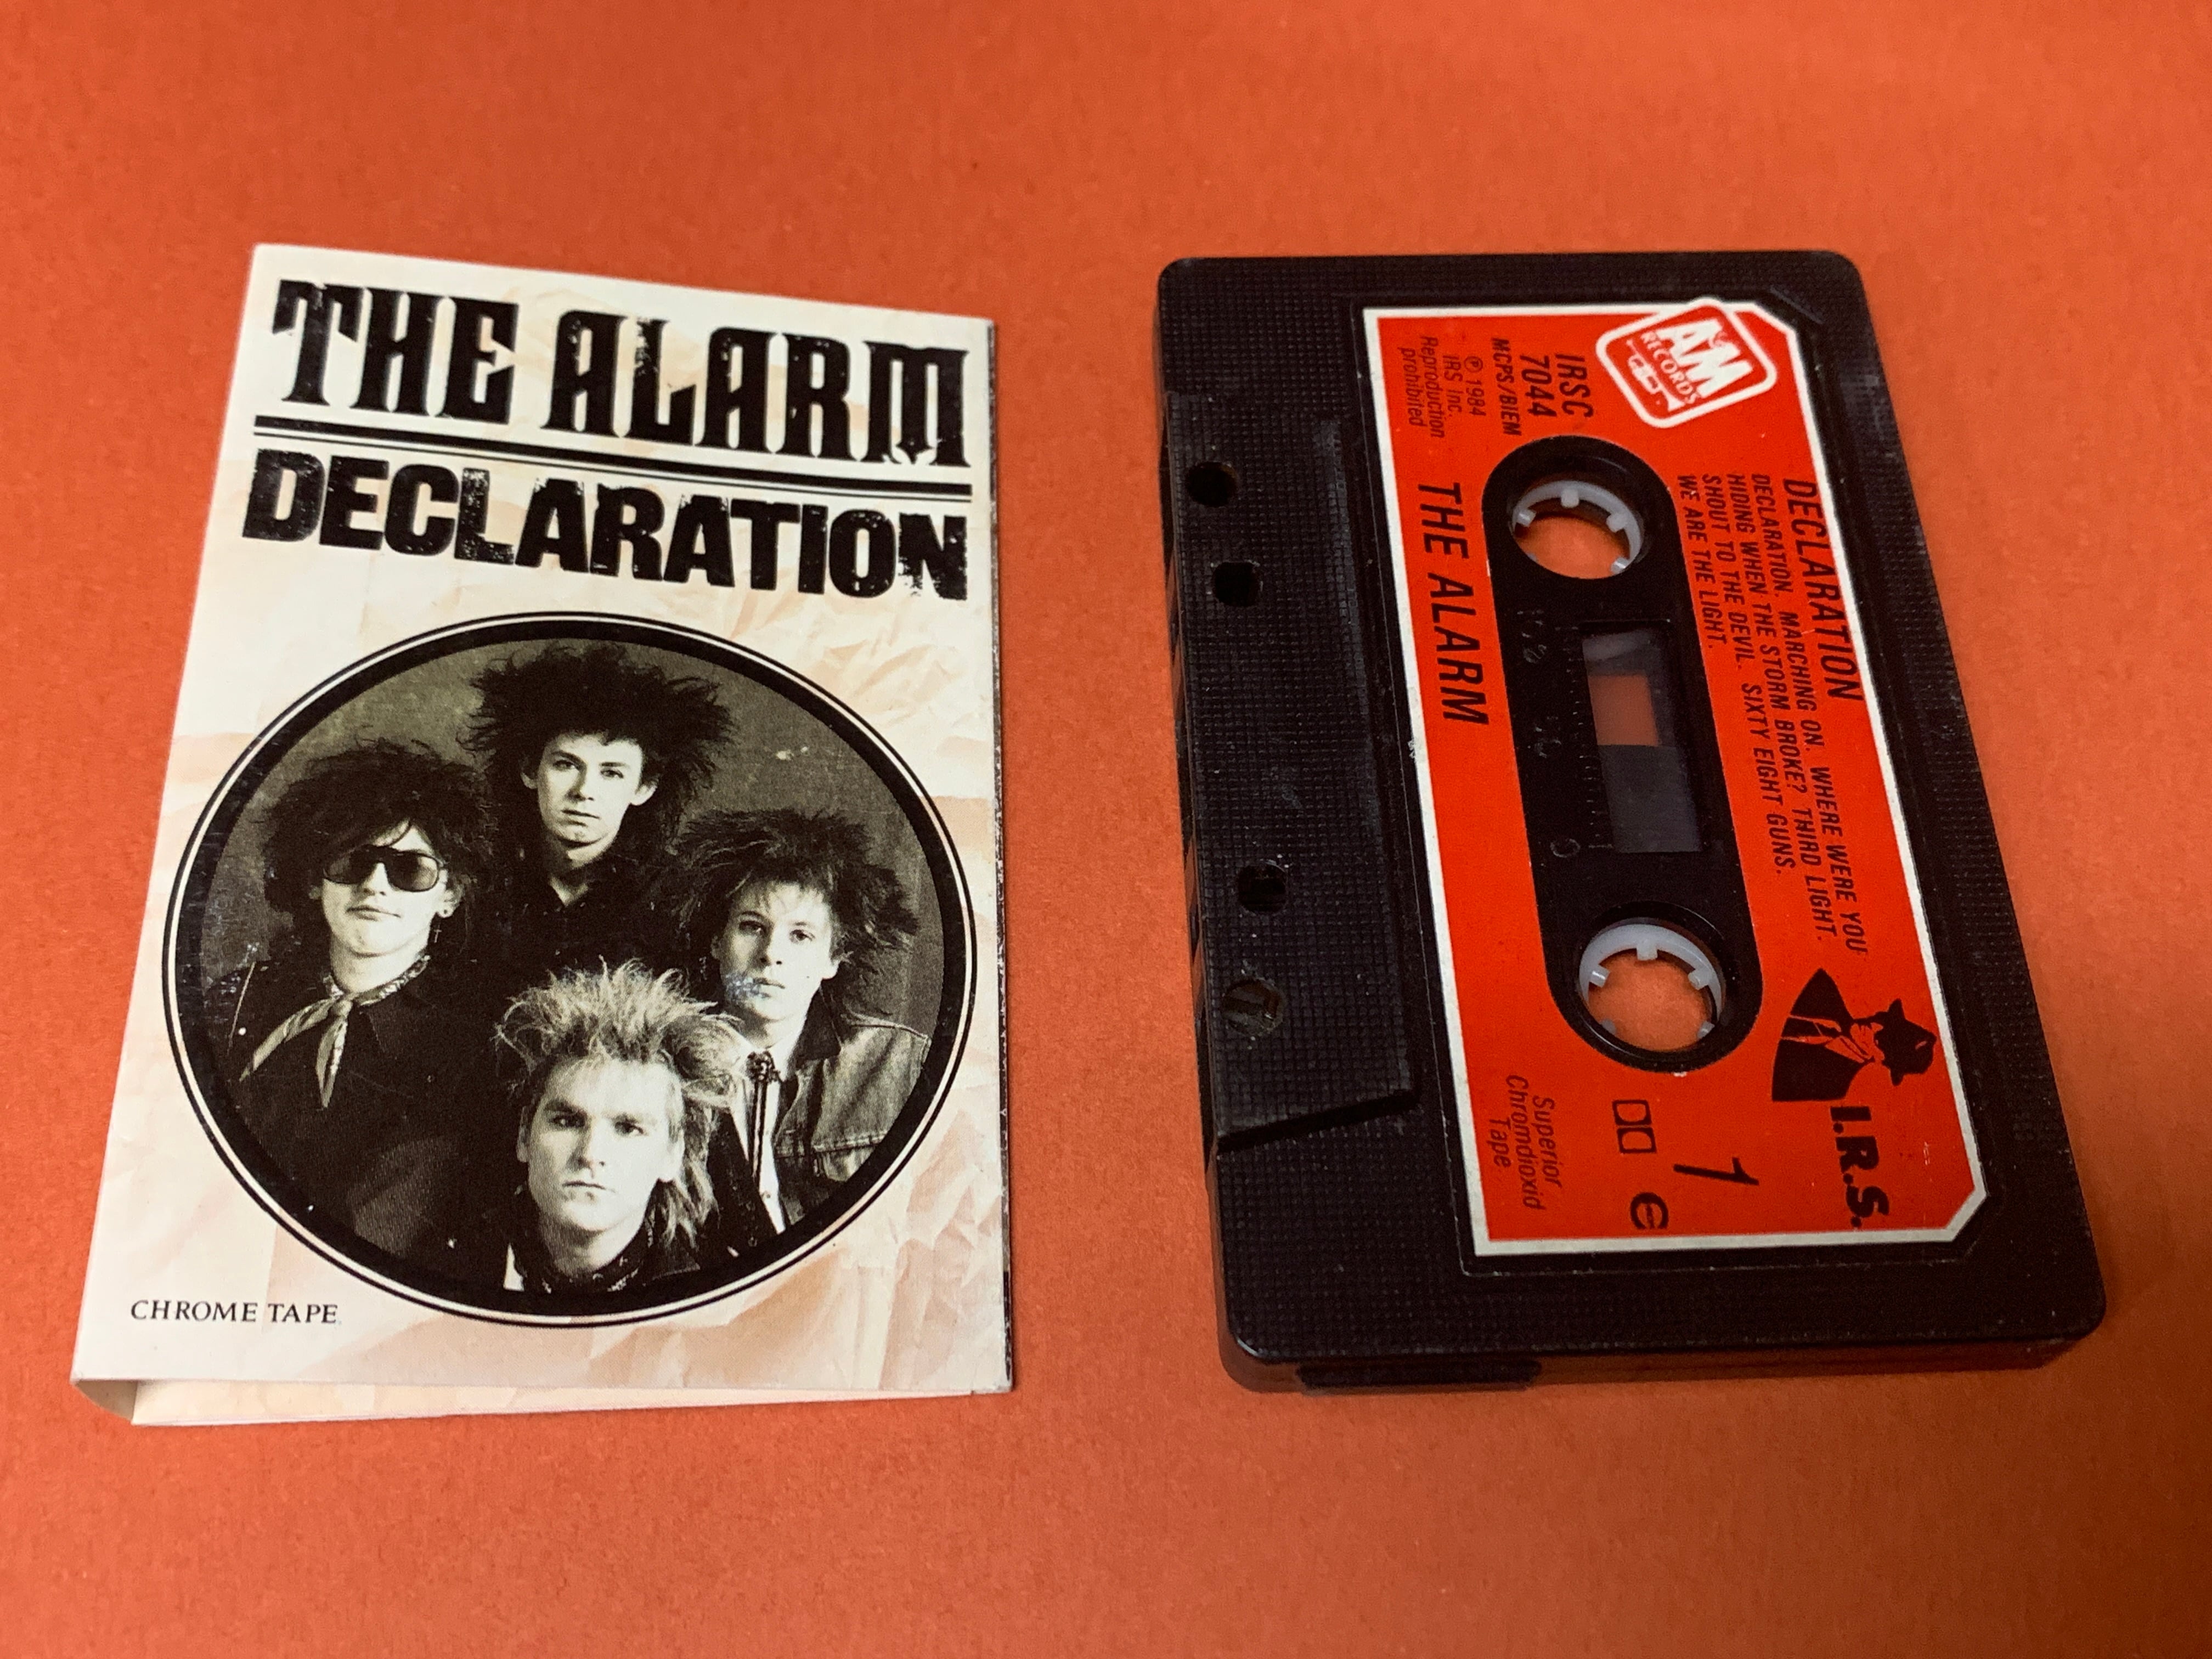 THE ALARM
DECLARATION
CHROME TAPE
A&M
RECORDS
DECLARATION
DECLARATION. MARCHING ON. WHERE WERE YOU
HIDING WHEN THE STORM BROKE? THIRD LIGHT.
SHOUT TO THE DEVIL. SIXTY EIGHT GUNS.
WE ARE THE LIGHT.
I.R.S.
IRSC
7044
MCPS/BIEM
℗ 1984
IRS Inc.
Reproduction
prohibited
1
e
Superior
Chromdioxid
Tape
THE ALARM